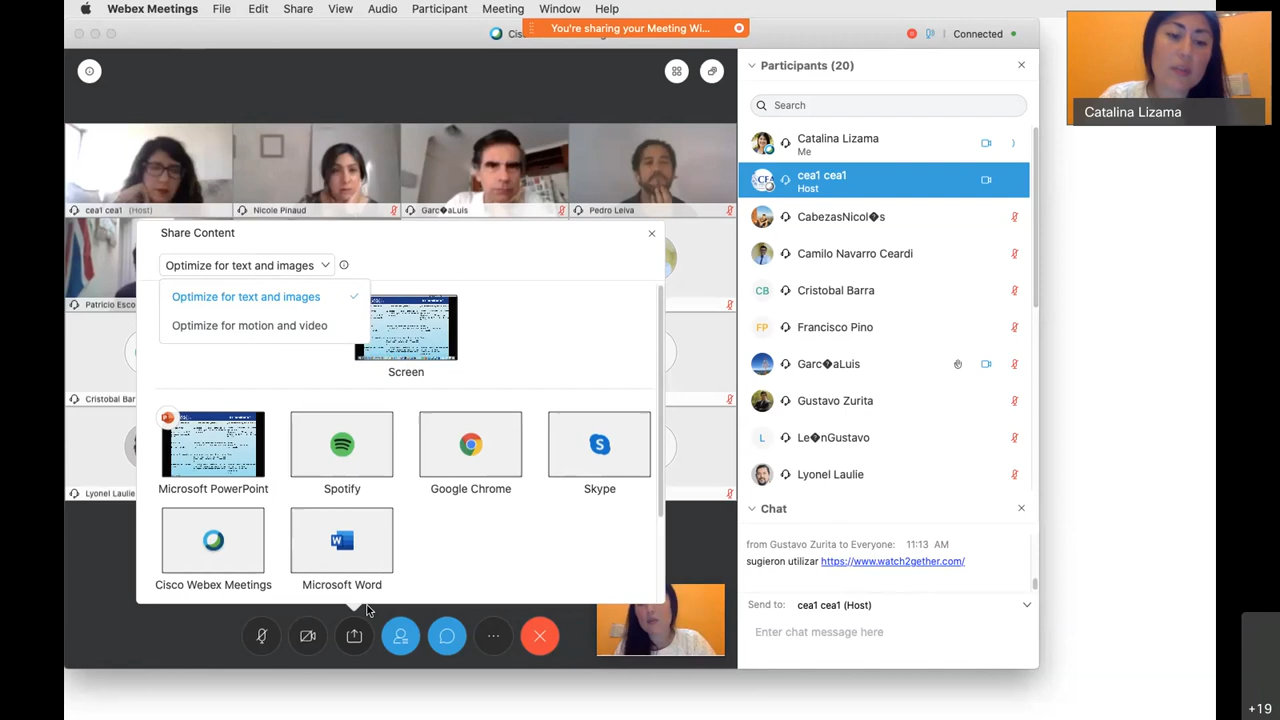 Webex Meetings File Edit Share View Audio Participant Meeting Window Help
You're sharing your Meeting Wi...
Connected
Catalina Lizama
Participants (20)
Search
Catalina Lizama
Me
cea1 cea1
Host
CabezasNicol�s
Camilo Navarro Ceardi
CB Cristobal Barra
FP Francisco Pino
Garc�aLuis
Gustavo Zurita
L Le�nGustavo
Lyonel Laulie
cea1 cea1 (Host)
Nicole Pinaud
Garc�aLuis
Pedro Leiva
Patricio Esco
Cristobal Bar
Lyonel Laulie
Share Content
Optimize for text and images
Optimize for text and images
Optimize for motion and video
Screen
Microsoft PowerPoint
Spotify
Google Chrome
Skype
Cisco Webex Meetings
Microsoft Word
Chat
from Gustavo Zurita to Everyone: 11:13 AM
sugieron utilizar https://www.watch2gether.com/
Send to: cea1 cea1 (Host)
Enter chat message here
+19